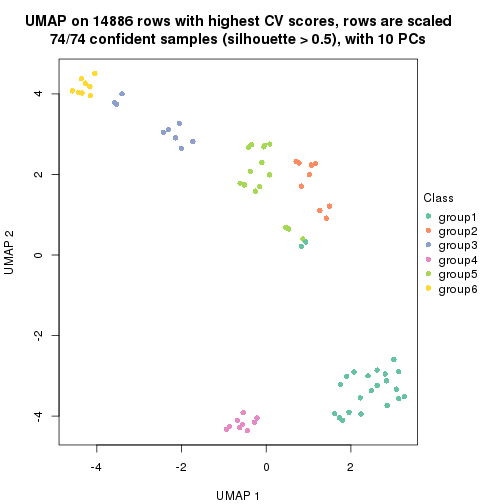 UMAP on 14886 rows with highest CV scores, rows are scaled
74/74 confident samples (silhouette > 0.5), with 10 PCs
4
2
0
-2
-4
UMAP 2
-4
-2
0
2
UMAP 1
Class
group1
group2
group3
group4
group5
group6